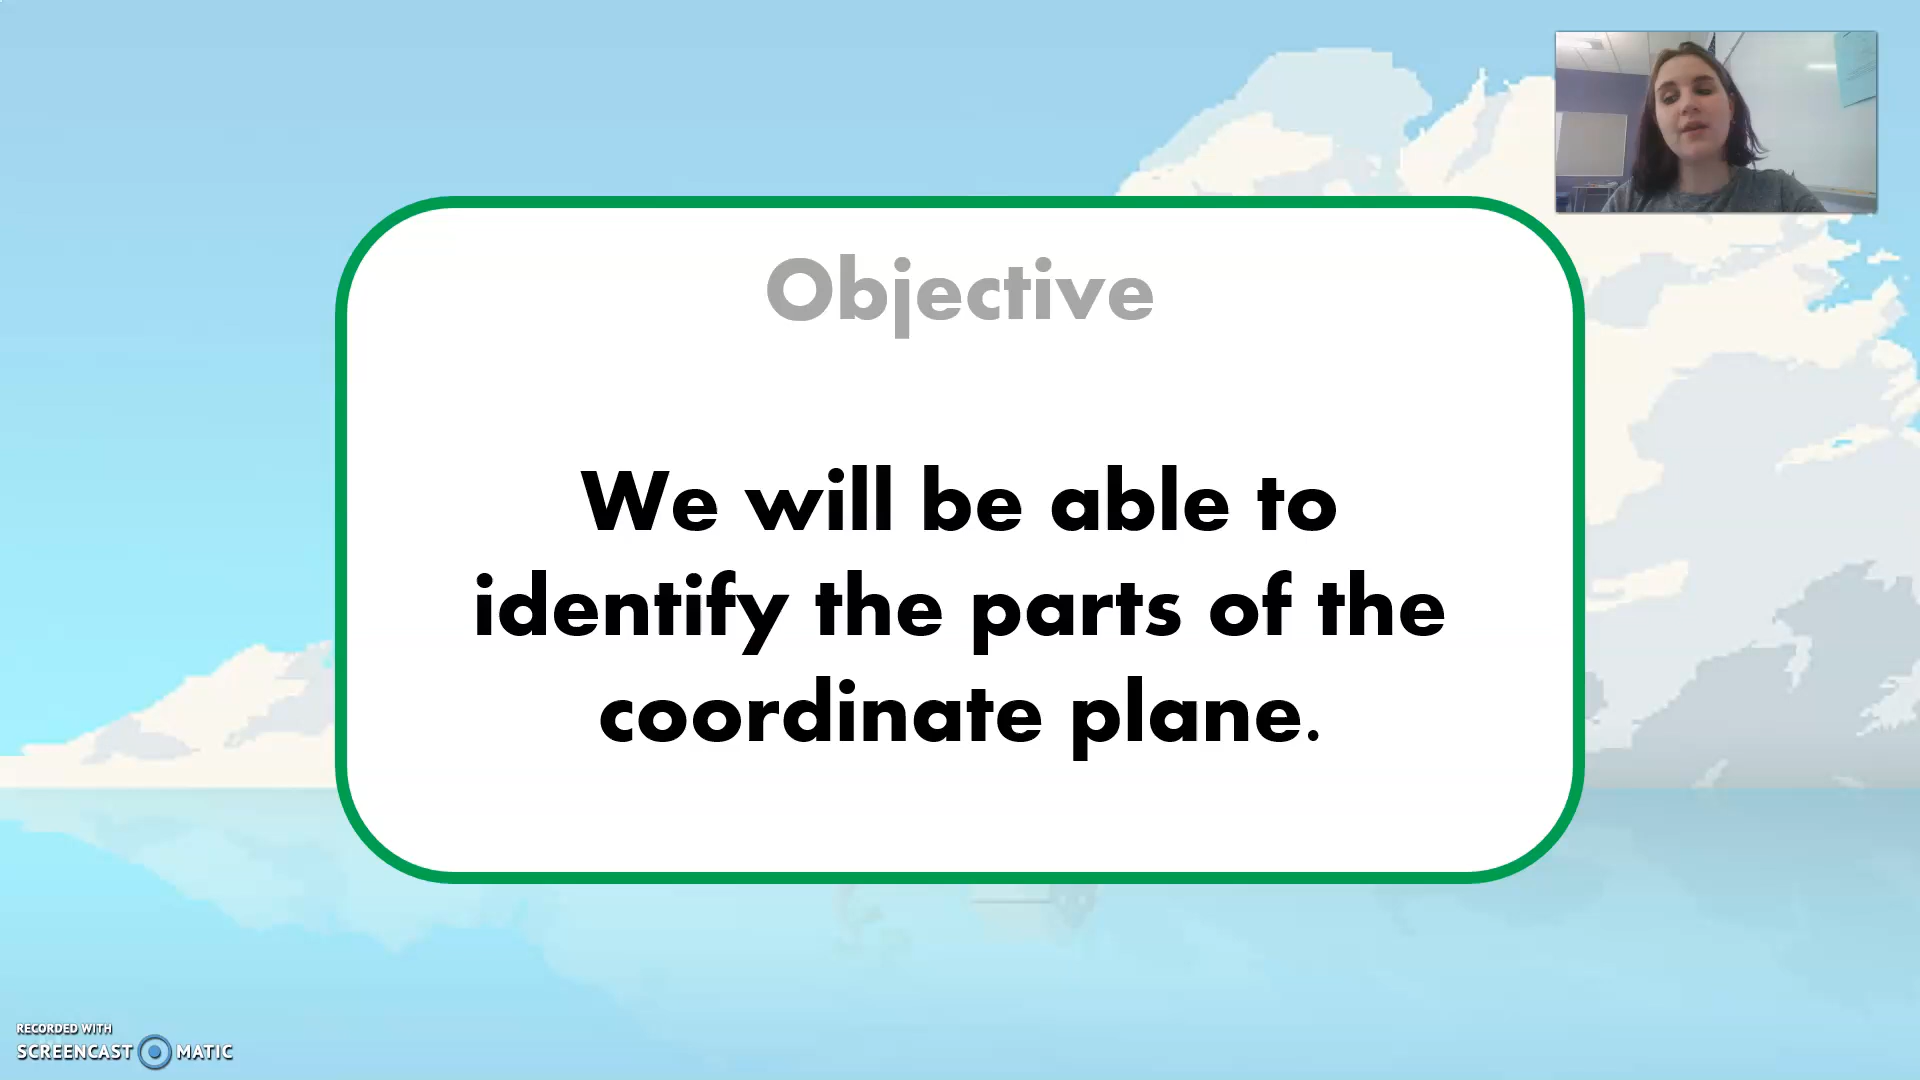 Objective
We will be able to
identify the parts of the
coordinate plane.
RECORDED WITH
SCREENCAST MATIC